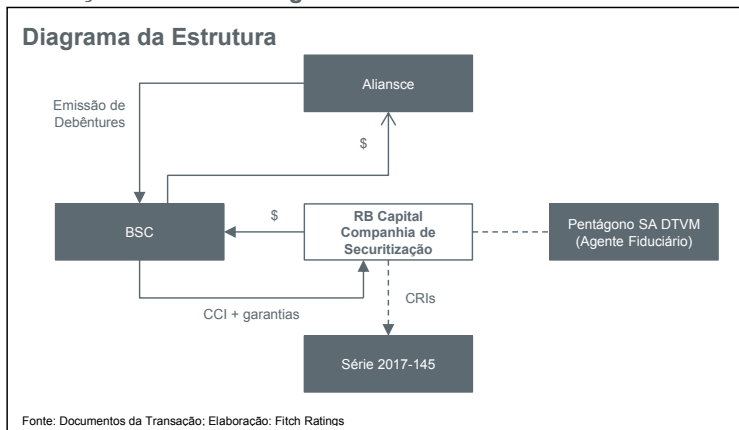 Diagrama da Estrutura
Aliansce
Emissão de
Debêntures
$
BSC
$
RB Capital
Companhia de
Securitização
Pentágono SA DTVM
(Agente Fiduciário)
CCI + garantias
CRIs
Série 2017-145
Fonte: Documentos da Transação; Elaboração: Fitch Ratings